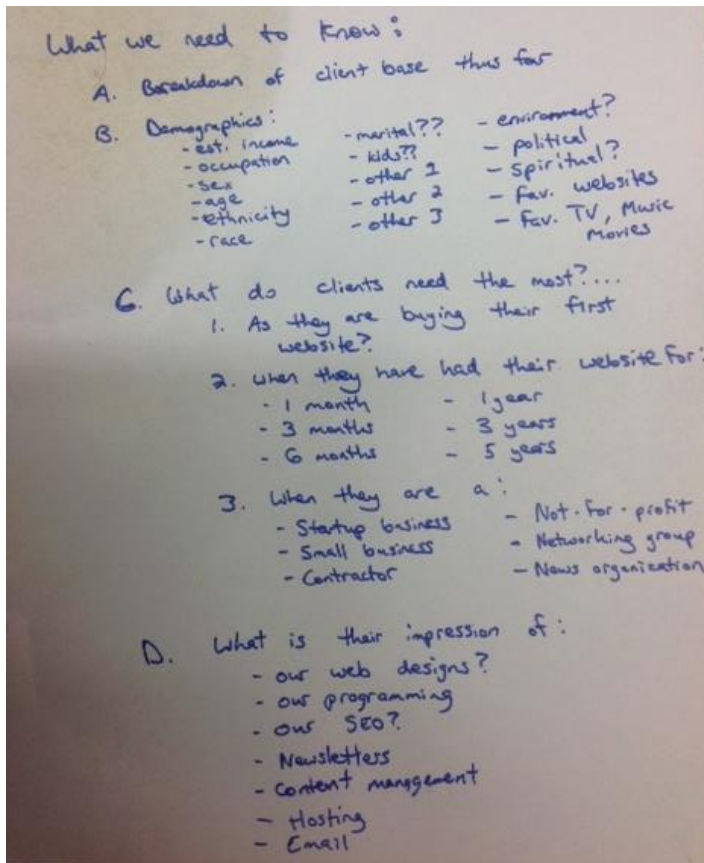 What we need to know:
A. Breakdown of client base thus far
B. Demographics:
- est. income - marital?? - environment?
- occupation - kids?? - political
- sex - other 1 - Spiritual?
- age - other 2 - Fav. websites
- ethnicity - other 3 - Fav. TV, Music
- race Movies
C. What do clients need the most?....
1. As they are buying their first
website?
2. When they have had their website for:
- 1 month - 1 year
- 3 months - 3 years
- 6 months - 5 years
3. When they are a:
- Startup business - Not-for-profit
- Small business - Networking group
- Contractor - News organization
D. What is their impression of:
- our web designs?
- our programming
- our SEO?
- Newsletters
- Content management
- Hosting
- Email